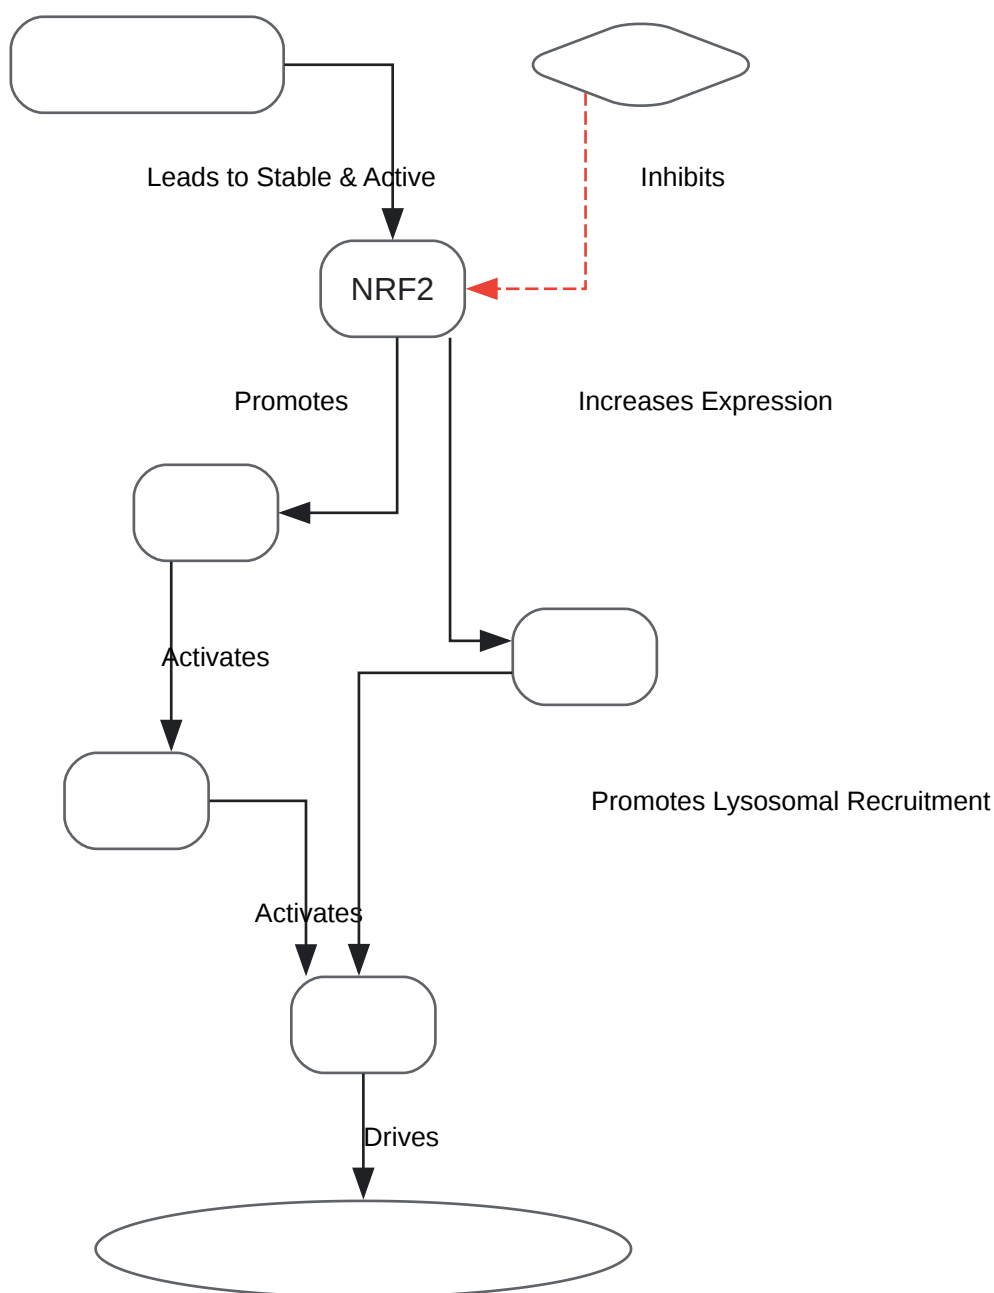 Leads to Stable & Active
Inhibits
NRF2
Promotes
Increases Expression
Activates
Promotes Lysosomal Recruitment
Activates
Drives